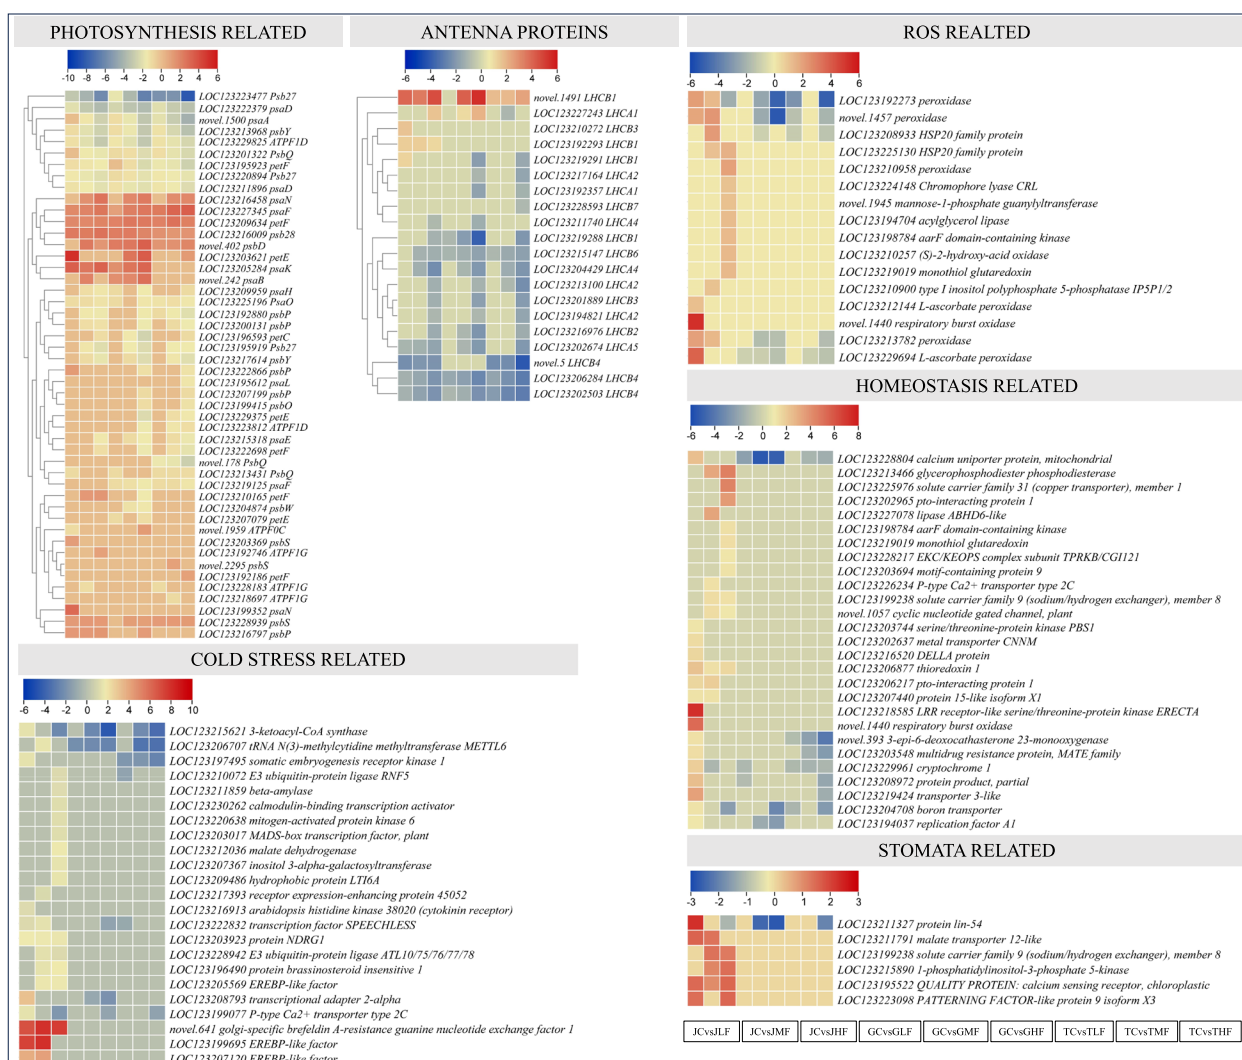 PHOTOSYNTHESIS RELATED
-10 -8 -6 -4 -2 0 2 4 6
LOC123223477 Psb27
LOC123222379 psaD
novel.1500 psaA
LOC123213968 psbY
LOC123229825 ATPF1D
LOC123201322 PsbQ
LOC123195923 petF
LOC123220894 Psb27
LOC123211896 psaD
LOC123216458 psaN
LOC123227345 psaF
LOC123209634 petF
LOC123216009 psb28
novel.402 psbD
LOC123203621 petE
LOC123205284 psaK
novel.242 psaB
LOC123209959 psaH
LOC123225196 PsaO
LOC123192880 psbP
LOC123200131 psbP
LOC123196593 petC
LOC123195919 Psb27
LOC123217614 psbY
LOC123222866 psbP
LOC123195612 psaL
LOC123207199 psbP
LOC123199415 psbO
LOC123229375 petE
LOC123223812 ATPF1D
LOC123215318 psaE
LOC123222698 petF
novel.178 PsbQ
LOC123213431 PsbQ
LOC123219125 psaF
LOC123210165 petF
LOC123204874 psbW
LOC123207079 petE
novel.1959 ATPF0C
LOC123203369 psbS
LOC123192746 ATPF1G
novel.2295 psbS
LOC123192186 petF
LOC123228183 ATPF1G
LOC123218697 ATPF1G
LOC123199352 psaN
LOC123228939 psbS
LOC123216797 psbP
ANTENNA PROTEINS
-6 -4 -2 0 2 4 6
novel.1491 LHCB1
LOC123227243 LHCA1
LOC123210272 LHCB3
LOC123192293 LHCB1
LOC123219291 LHCB1
LOC123217164 LHCA2
LOC123192357 LHCA1
LOC123228593 LHCB7
LOC123211740 LHCA4
LOC123219288 LHCB1
LOC123215147 LHCB6
LOC123204429 LHCA4
LOC123213100 LHCA2
LOC123201889 LHCB3
LOC123194821 LHCA2
LOC123216976 LHCB2
LOC123202674 LHCA5
novel.5 LHCB4
LOC123206284 LHCB4
LOC123202503 LHCB4
COLD STRESS RELATED
-6 -4 -2 0 2 4 6 8 10
LOC123215621 3-ketoacyl-CoA synthase
LOC123206707 tRNA N(3)-methylcytidine methyltransferase METTL6
LOC123197495 somatic embryogenesis receptor kinase 1
LOC123210072 E3 ubiquitin-protein ligase RNF5
LOC123211859 beta-amylase
LOC123230262 calmodulin-binding transcription activator
LOC123220638 mitogen-activated protein kinase 6
LOC123203017 MADS-box transcription factor, plant
LOC123212036 malate dehydrogenase
LOC123207367 inositol 3-alpha-galactosyltransferase
LOC123209486 hydrophobic protein LTI6A
LOC123217393 receptor expression-enhancing protein 45052
LOC123216913 arabidopsis histidine kinase 38020 (cytokinin receptor)
LOC123222832 transcription factor SPEECHLESS
LOC123203923 protein NDRG1
LOC123228942 E3 ubiquitin-protein ligase ATL10/75/76/77/78
LOC123196490 protein brassinosteroid insensitive 1
LOC123205569 EREBP-like factor
LOC123208793 transcriptional adapter 2-alpha
LOC123199077 P-type Ca2+ transporter type 2C
novel.641 golgi-specific brefeldin A-resistance guanine nucleotide exchange factor 1
LOC123199695 EREBP-like factor
LOC123207120 EREBP-like factor
ROS REALTED
-6 -4 -2 0 2 4 6
LOC123192273 peroxidase
novel.1457 peroxidase
LOC123208933 HSP20 family protein
LOC123225130 HSP20 family protein
LOC123210958 peroxidase
LOC123224148 Chromophore lyase CRL
novel.1945 mannose-1-phosphate guanylyltransferase
LOC123194704 acylglycerol lipase
LOC123198784 aarF domain-containing kinase
LOC123210257 (S)-2-hydroxy-acid oxidase
LOC123219019 monothiol glutaredoxin
LOC123210900 type I inositol polyphosphate 5-phosphatase IP5P1/2
LOC123212144 L-ascorbate peroxidase
novel.1440 respiratory burst oxidase
LOC123213782 peroxidase
LOC123229694 L-ascorbate peroxidase
HOMEOSTASIS RELATED
-6 -4 -2 0 2 4 6 8
LOC123228804 calcium uniporter protein, mitochondrial
LOC123213466 glycerophosphodiester phosphodiesterase
LOC123225976 solute carrier family 31 (copper transporter), member 1
LOC123202965 pto-interacting protein 1
LOC123227078 lipase ABHD6-like
LOC123198784 aarF domain-containing kinase
LOC123219019 monothiol glutaredoxin
LOC123228217 EKC/KEOPS complex subunit TPRKB/CGI121
LOC123203694 motif-containing protein 9
LOC123226234 P-type Ca2+ transporter type 2C
LOC123199238 solute carrier family 9 (sodium/hydrogen exchanger), member 8
novel.1057 cyclic nucleotide gated channel, plant
LOC123203744 serine/threonine-protein kinase PBS1
LOC123202637 metal transporter CNNM
LOC123216520 DELLA protein
LOC123206877 thioredoxin 1
LOC123206217 pto-interacting protein 1
LOC123207440 protein 15-like isoform X1
LOC123218585 LRR receptor-like serine/threonine-protein kinase ERECTA
novel.1440 respiratory burst oxidase
novel.393 3-epi-6-deoxocathasterone 23-monooxygenase
LOC123203548 multidrug resistance protein, MATE family
LOC123229961 cryptochrome 1
LOC123208972 protein product, partial
LOC123219424 transporter 3-like
LOC123204708 boron transporter
LOC123194037 replication factor A1
STOMATA RELATED
-3 -2 -1 0 1 2 3
LOC123211327 protein lin-54
LOC123211791 malate transporter 12-like
LOC123199238 solute carrier family 9 (sodium/hydrogen exchanger), member 8
LOC123215890 1-phosphatidylinositol-3-phosphate 5-kinase
LOC123195522 QUALITY PROTEIN: calcium sensing receptor, chloroplastic
LOC123223098 PATTERNING FACTOR-like protein 9 isoform X3
JCvsJLF JCvsJMF JCvsJHF GCvsGLF GCvsGMF GCvsGHF TCvsTLF TCvsTMF TCvsTHF